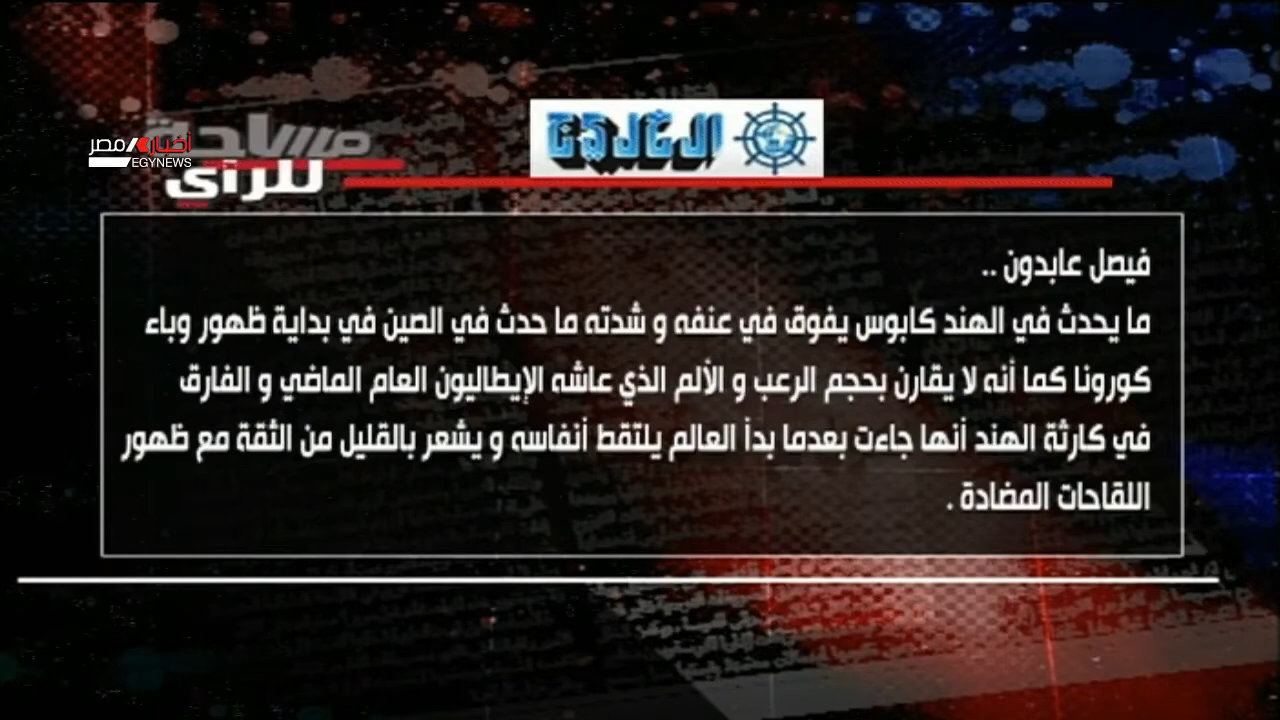 مساحة
للرأي
أخبار مصر
EGYNEWS
الخليج
فيصل عابدون ..
ما يحدث في الهند كابوس يفوق في عنفه و شدته ما حدث في الصين في بداية ظهور وباء
كورونا كما أنه لا يقارن بحجم الرعب و الألم الذي عاشه الإيطاليون العام الماضي و الفارق
في كارثة الهند أنها جاءت بعدما بدأ العالم يلتقط أنفاسه و يشعر بالقليل من الثقة مع ظهور
اللقاحات المضادة .